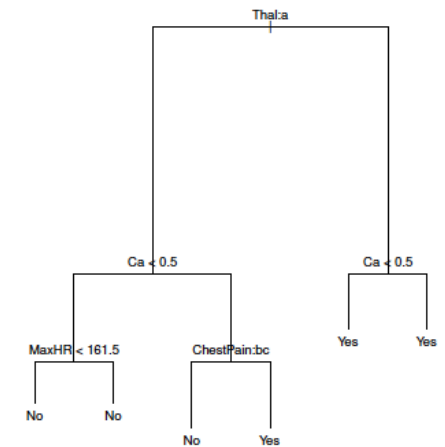 Thal:a
Ca < 0.5
Ca < 0.5
MaxHR < 161.5
ChestPain:bc
Yes
Yes
No
No
No
Yes